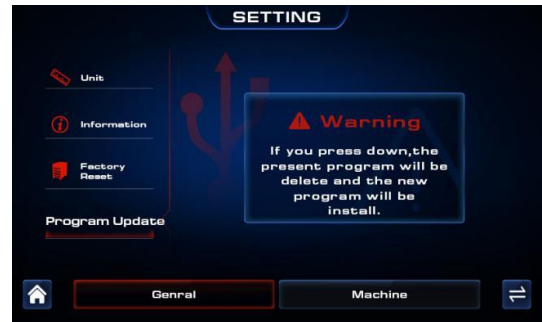 SETTING
Unit
Information
Factory
Reset
Program Update
Warning
If you press down,the
present program will be
delete and the new
program will be
install.
Genral
Machine